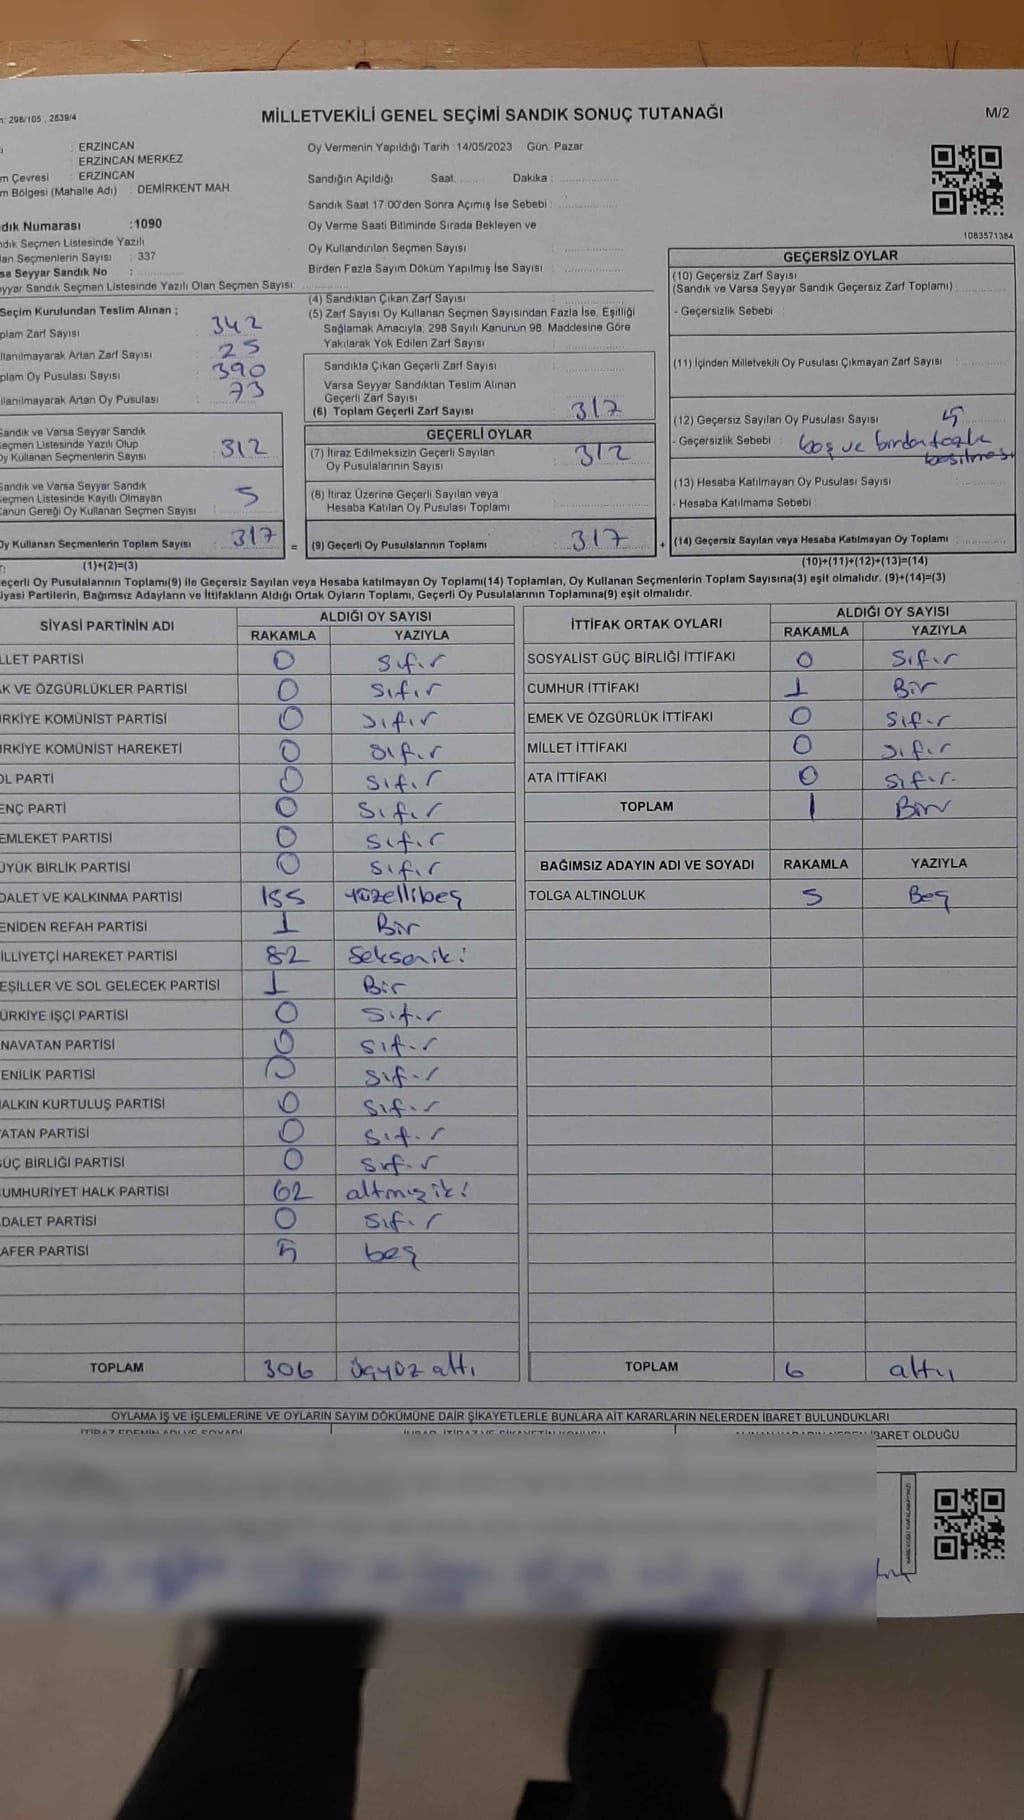 n: 298/105 , 2839/4
MİLLETVEKİLİ GENEL SEÇİMİ SANDIK SONUÇ TUTANAĞI
M/2
: ERZİNCAN
: ERZİNCAN MERKEZ
m Çevresi : ERZİNCAN
m Bölgesi (Mahalle Adı) : DEMİRKENT MAH.
dık Numarası :1090
ndık Seçmen Listesinde Yazılı
lan Seçmenlerin Sayısı : 337
sa Seyyar Sandık No :
yyar Sandık Seçmen Listesinde Yazılı Olan Seçmen Sayısı:
Oy Vermenin Yapıldığı Tarih :14/05/2023 Gün: Pazar
Sandığın Açıldığı Saat: Dakika :
Sandık Saat 17:00'den Sonra Açımış İse Sebebi :
Oy Verme Saati Bitiminde Sırada Bekleyen ve
Oy Kullandırılan Seçmen Sayısı :
Birden Fazla Sayım Döküm Yapılmış İse Sayısı :
1083571384
Seçim Kurulundan Teslim Alınan ;
plam Zarf Sayısı : 342
llanılmayarak Artan Zarf Sayısı : 25
plam Oy Pusulası Sayısı : 390
llanılmayarak Artan Oy Pusulası : 73
Sandık ve Varsa Seyyar Sandık
Seçmen Listesinde Yazılı Olup
Oy Kullanan Seçmenlerin Sayısı : 312
Sandık ve Varsa Seyyar Sandık
Seçmen Listesinde Kayıtlı Olmayan
Kanun Gereği Oy Kullanan Seçmen Sayısı : 5
Oy Kullanan Seçmenlerin Toplam Sayısı : 317
(1)+(2)=(3)
(4) Sandıktan Çıkan Zarf Sayısı :
(5) Zarf Sayısı Oy Kullanan Seçmen Sayısından Fazla İse, Eşitliği
Sağlamak Amacıyla, 298 Sayılı Kanunun 98. Maddesine Göre
Yakılarak Yok Edilen Zarf Sayısı :
Sandıkta Çıkan Geçerli Zarf Sayısı :
Varsa Seyyar Sandıktan Teslim Alınan
Geçerli Zarf Sayısı :
(6) Toplam Geçerli Zarf Sayısı : 317
GEÇERLİ OYLAR
(7) İtiraz Edilmeksizin Geçerli Sayılan
Oy Pusulalarının Sayısı : 312
(8) İtiraz Üzerine Geçerli Sayılan veya
Hesaba Katılan Oy Pusulası Toplamı :
= (9) Geçerli Oy Pusulalarının Toplamı : 317 +
GEÇERSİZ OYLAR
(10) Geçersiz Zarf Sayısı
(Sandık ve Varsa Seyyar Sandık Geçersiz Zarf Toplamı) :
- Geçersizlik Sebebi :
(11) İçinden Milletvekili Oy Pusulası Çıkmayan Zarf Sayısı :
(12) Geçersiz Sayılan Oy Pusulası Sayısı : 5
- Geçersizlik Sebebi : boş ve birden fazla
basılması
(13) Hesaba Katılmayan Oy Pusulası Sayısı :
- Hesaba Katılmama Sebebi :
(14) Geçersiz Sayılan veya Hesaba Katılmayan Oy Toplamı :
(10)+(11)+(12)+(13)=(14)
eçerli Oy Pusulalarının Toplamı(9) ile Geçersiz Sayılan veya Hesaba katılmayan Oy Toplamı(14) Toplamları, Oy Kullanan Seçmenlerin Toplam Sayısına(3) eşit olmalıdır. (9)+(14)=(3)
iyasi Partilerin, Bağımsız Adayların ve İttifakların Aldığı Ortak Oyların Toplamı, Geçerli Oy Pusulalarının Toplamına(9) eşit olmalıdır.
SİYASİ PARTİNİN ADI ALDIĞI OY SAYISI
RAKAMLA YAZIYLA
LLET PARTİSİ 0 Sıfır
AK VE ÖZGÜRLÜKLER PARTİSİ 0 Sıfır
RKİYE KOMÜNİST PARTİSİ 0 Sıfır
RKİYE KOMÜNİST HAREKETİ 0 Sıfır
OL PARTİ 0 Sıfır
ENÇ PARTİ 0 Sıfır
EMLEKET PARTİSİ 0 Sıfır
ÜYÜK BİRLİK PARTİSİ 0 Sıfır
DALET VE KALKINMA PARTİSİ 155 Yüzellibeş
ENİDEN REFAH PARTİSİ 1 Bir
İLLİYETÇİ HAREKET PARTİSİ 82 Seksenik!
EŞİLLER VE SOL GELECEK PARTİSİ 1 Bir
ÜRKİYE İŞÇİ PARTİSİ 0 Sıfır
NAVATAN PARTİSİ 0 Sıfır
ENİLİK PARTİSİ 0 Sıfır
ALKIN KURTULUŞ PARTİSİ 0 Sıfır
ATAN PARTİSİ 0 Sıfır
GÜÇ BİRLİĞİ PARTİSİ 0 Sıfır
UMHURİYET HALK PARTİSİ 62 altmışik!
DALET PARTİSİ 0 Sıfır
AFER PARTİSİ 5 beş
TOPLAM 306 üçyüz altı
İTTİFAK ORTAK OYLARI ALDIĞI OY SAYISI
RAKAMLA YAZIYLA
SOSYALİST GÜÇ BİRLİĞİ İTTİFAKI 0 Sıfır
CUMHUR İTTİFAKI 1 Bir
EMEK VE ÖZGÜRLÜK İTTİFAKI 0 Sıfır
MİLLET İTTİFAKI 0 Sıfır
ATA İTTİFAKI 0 Sıfır.
TOPLAM 1 Bir
BAĞIMSIZ ADAYIN ADI VE SOYADI RAKAMLA YAZIYLA
TOLGA ALTINOLUK 5 Beş
TOPLAM 6 altı
OYLAMA İŞ VE İŞLEMLERİNE VE OYLARIN SAYIM DÖKÜMÜNE DAİR ŞİKAYETLERLE BUNLARA AİT KARARLARIN NELERDEN İBARET BULUNDUKLARI
İTİRAZ EDENİN ADI VE SOYADI
İBARET OLDUĞU